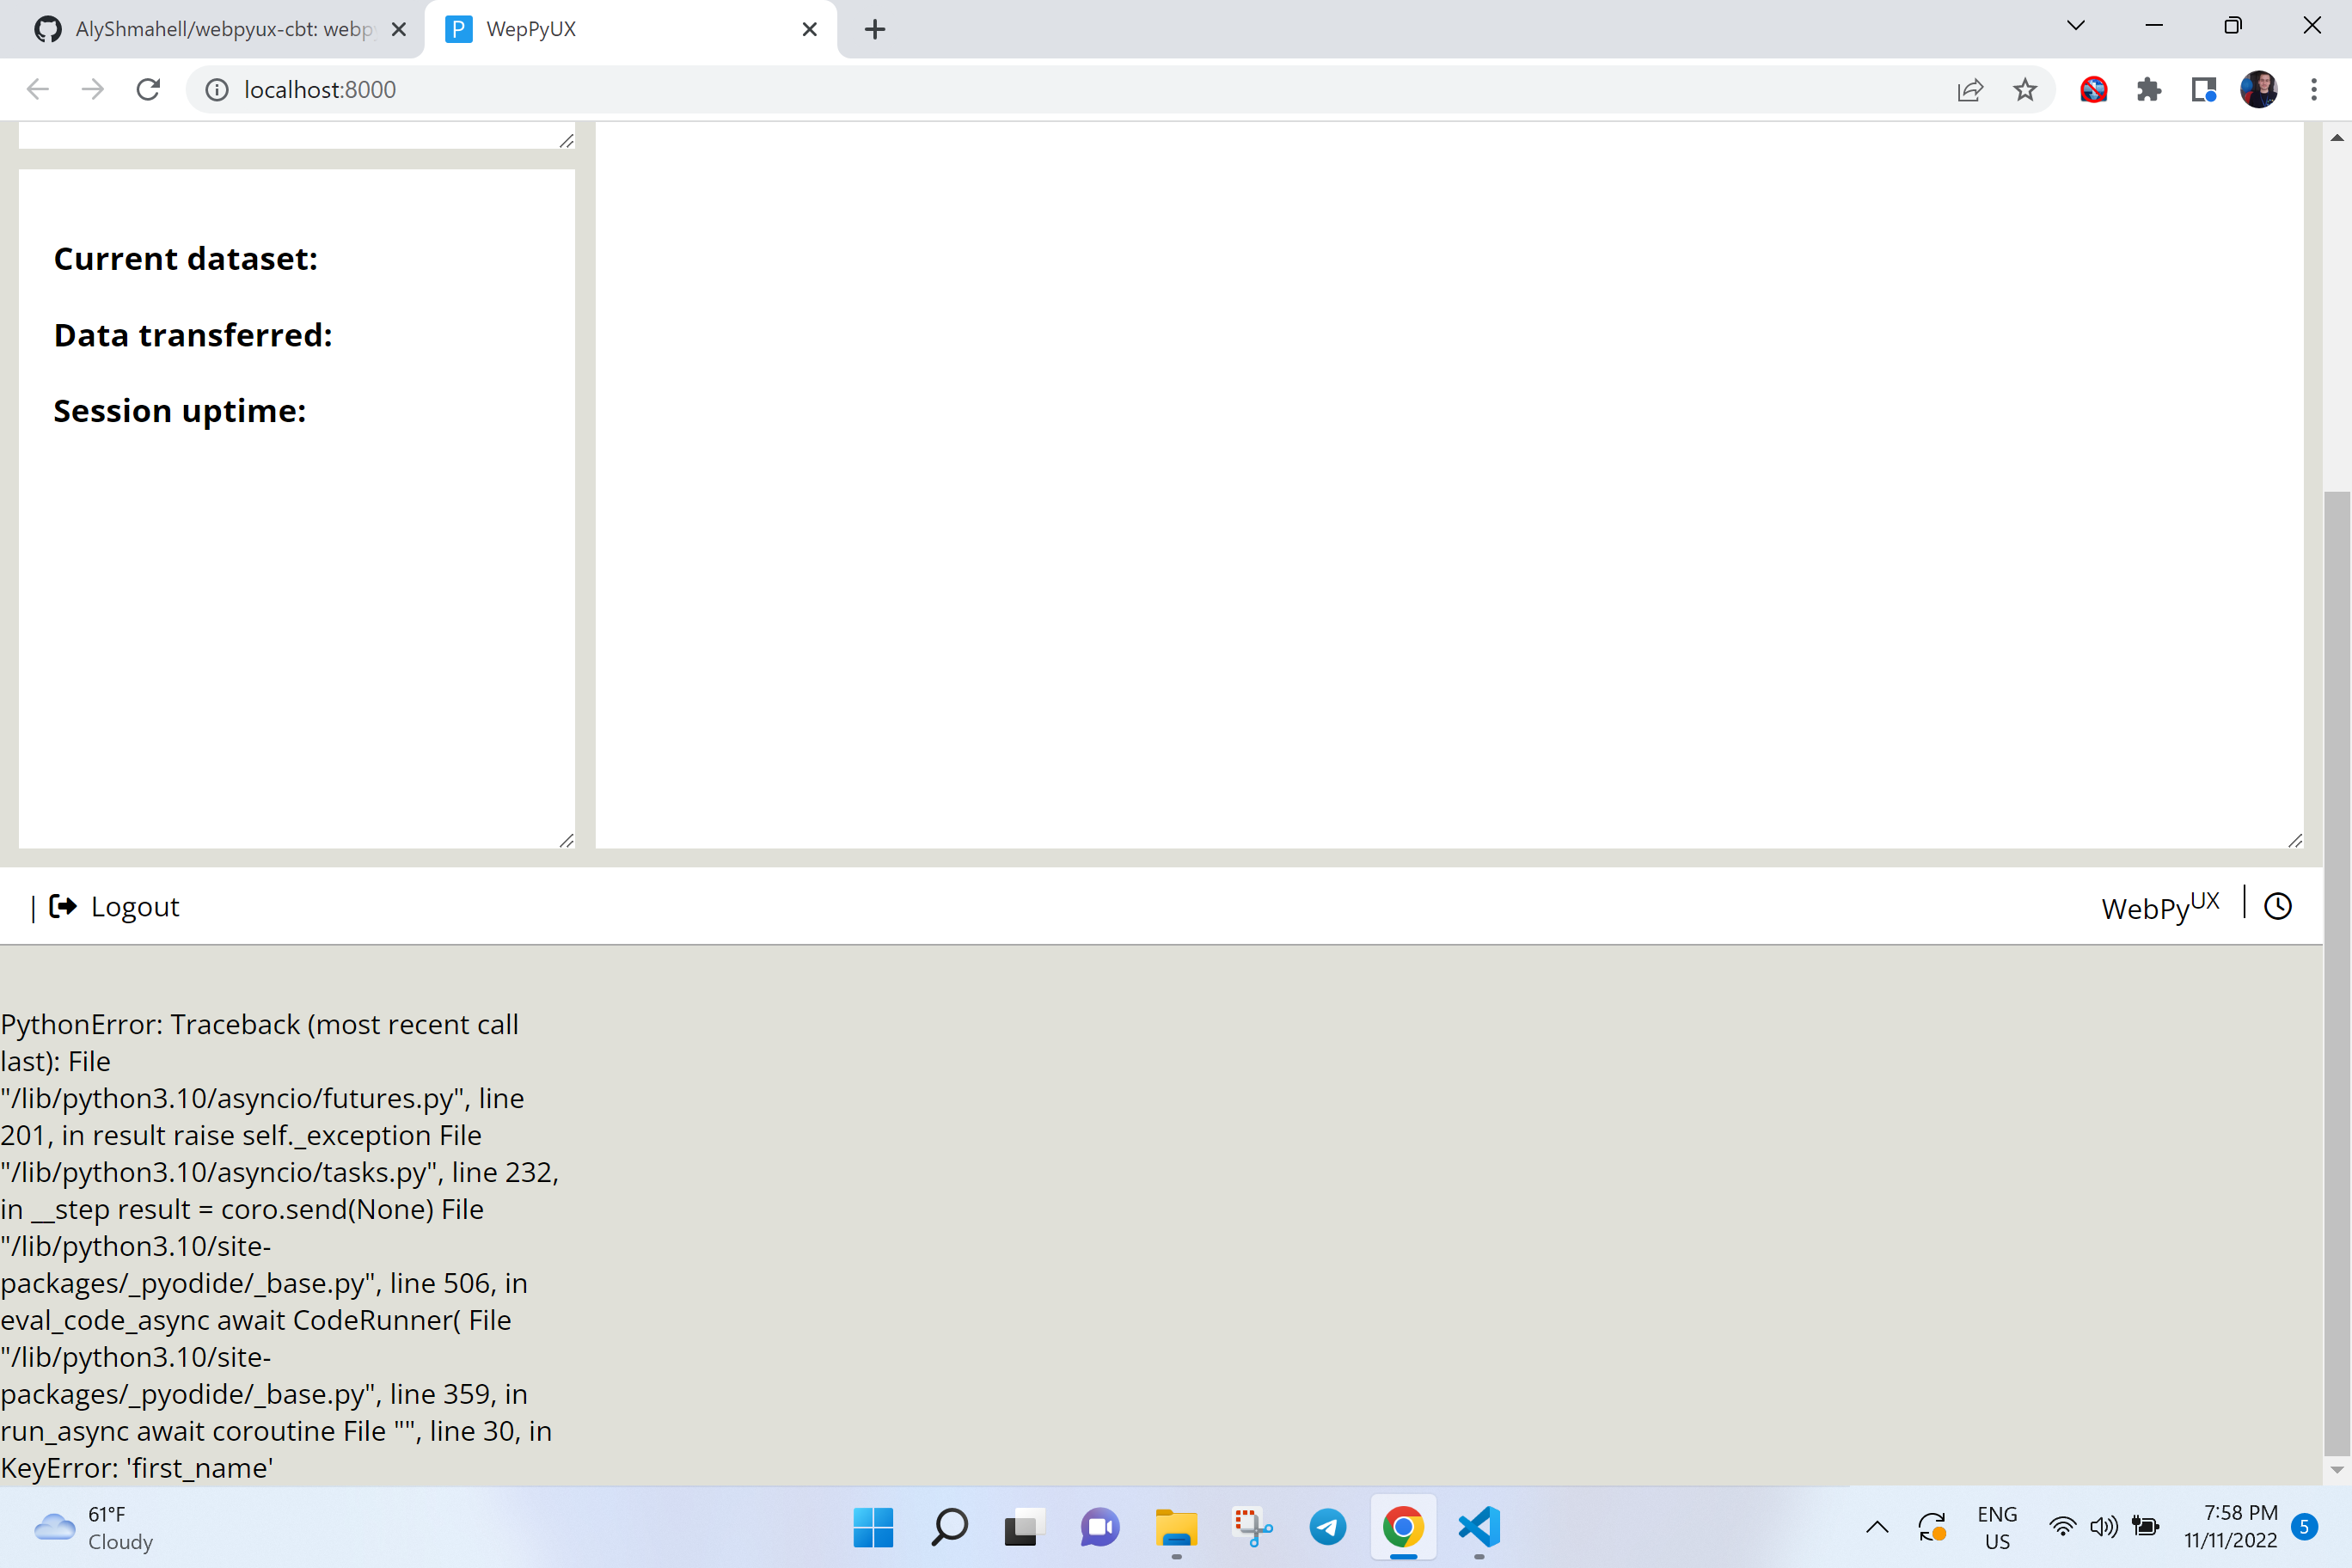 AlyShmahell/webpyux-cbt: webpy
WepPyUX
localhost:8000
Current dataset:
Data transferred:
Session uptime:
| Logout
WebPyUX |
PythonError: Traceback (most recent call
last): File
"/lib/python3.10/asyncio/futures.py", line
201, in result raise self._exception File
"/lib/python3.10/asyncio/tasks.py", line 232,
in __step result = coro.send(None) File
"/lib/python3.10/site-
packages/_pyodide/_base.py", line 506, in
eval_code_async await CodeRunner( File
"/lib/python3.10/site-
packages/_pyodide/_base.py", line 359, in
run_async await coroutine File "", line 30, in
KeyError: 'first_name'
61°F
Cloudy
ENG
US
7:58 PM
11/11/2022
5